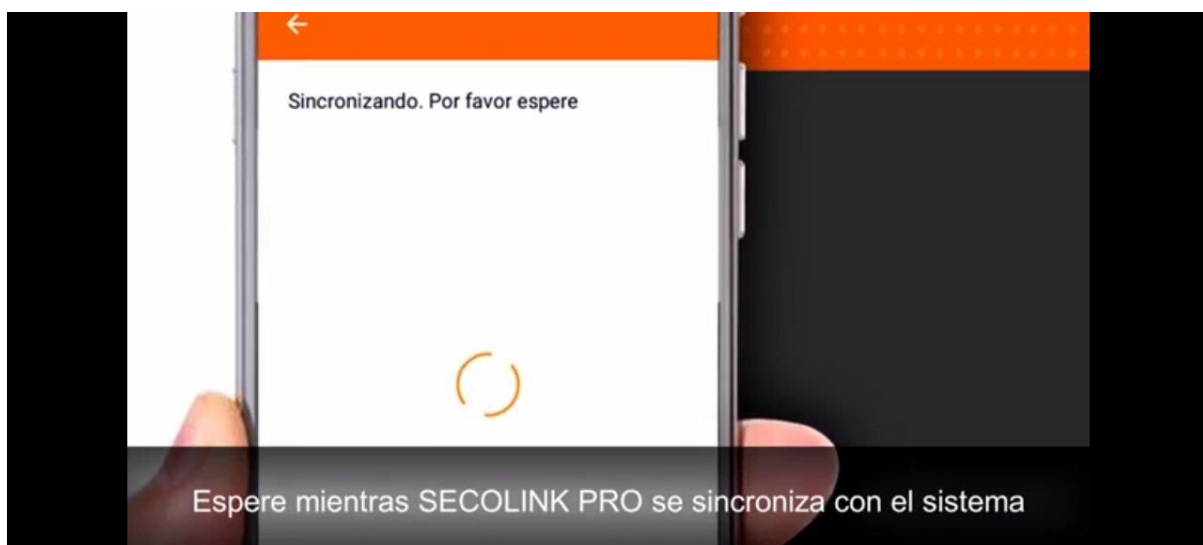 Sincronizando. Por favor espere
Espere mientras SECOLINK PRO se sincroniza con el sistema